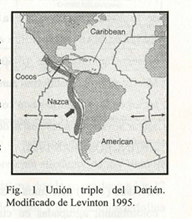 Caribbean
Cocos
Nazca
American
Fig. 1 Unión triple del Darién.
Modificado de Levinton 1995.